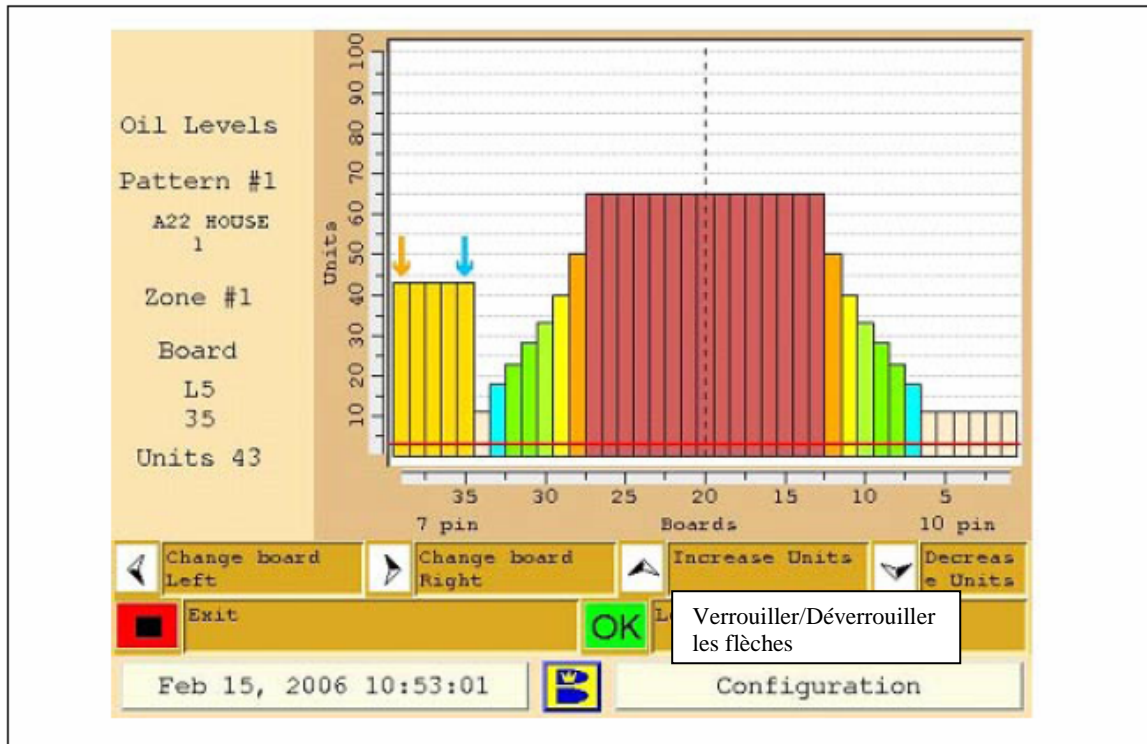 Oil Levels
Pattern #1
A22 HOUSE
1
Zone #1
Board
L5
35
Units 43
Units
100
90
80
70
60
50
40
30
20
10
35 30 25 20 15 10 5
7 pin Boards 10 pin
Change board
Left
Change board
Right
Increase Units
Decreas
e Units
Exit
OK
Verrouiller/Déverrouiller
les flèches
Feb 15, 2006 10:53:01
Configuration